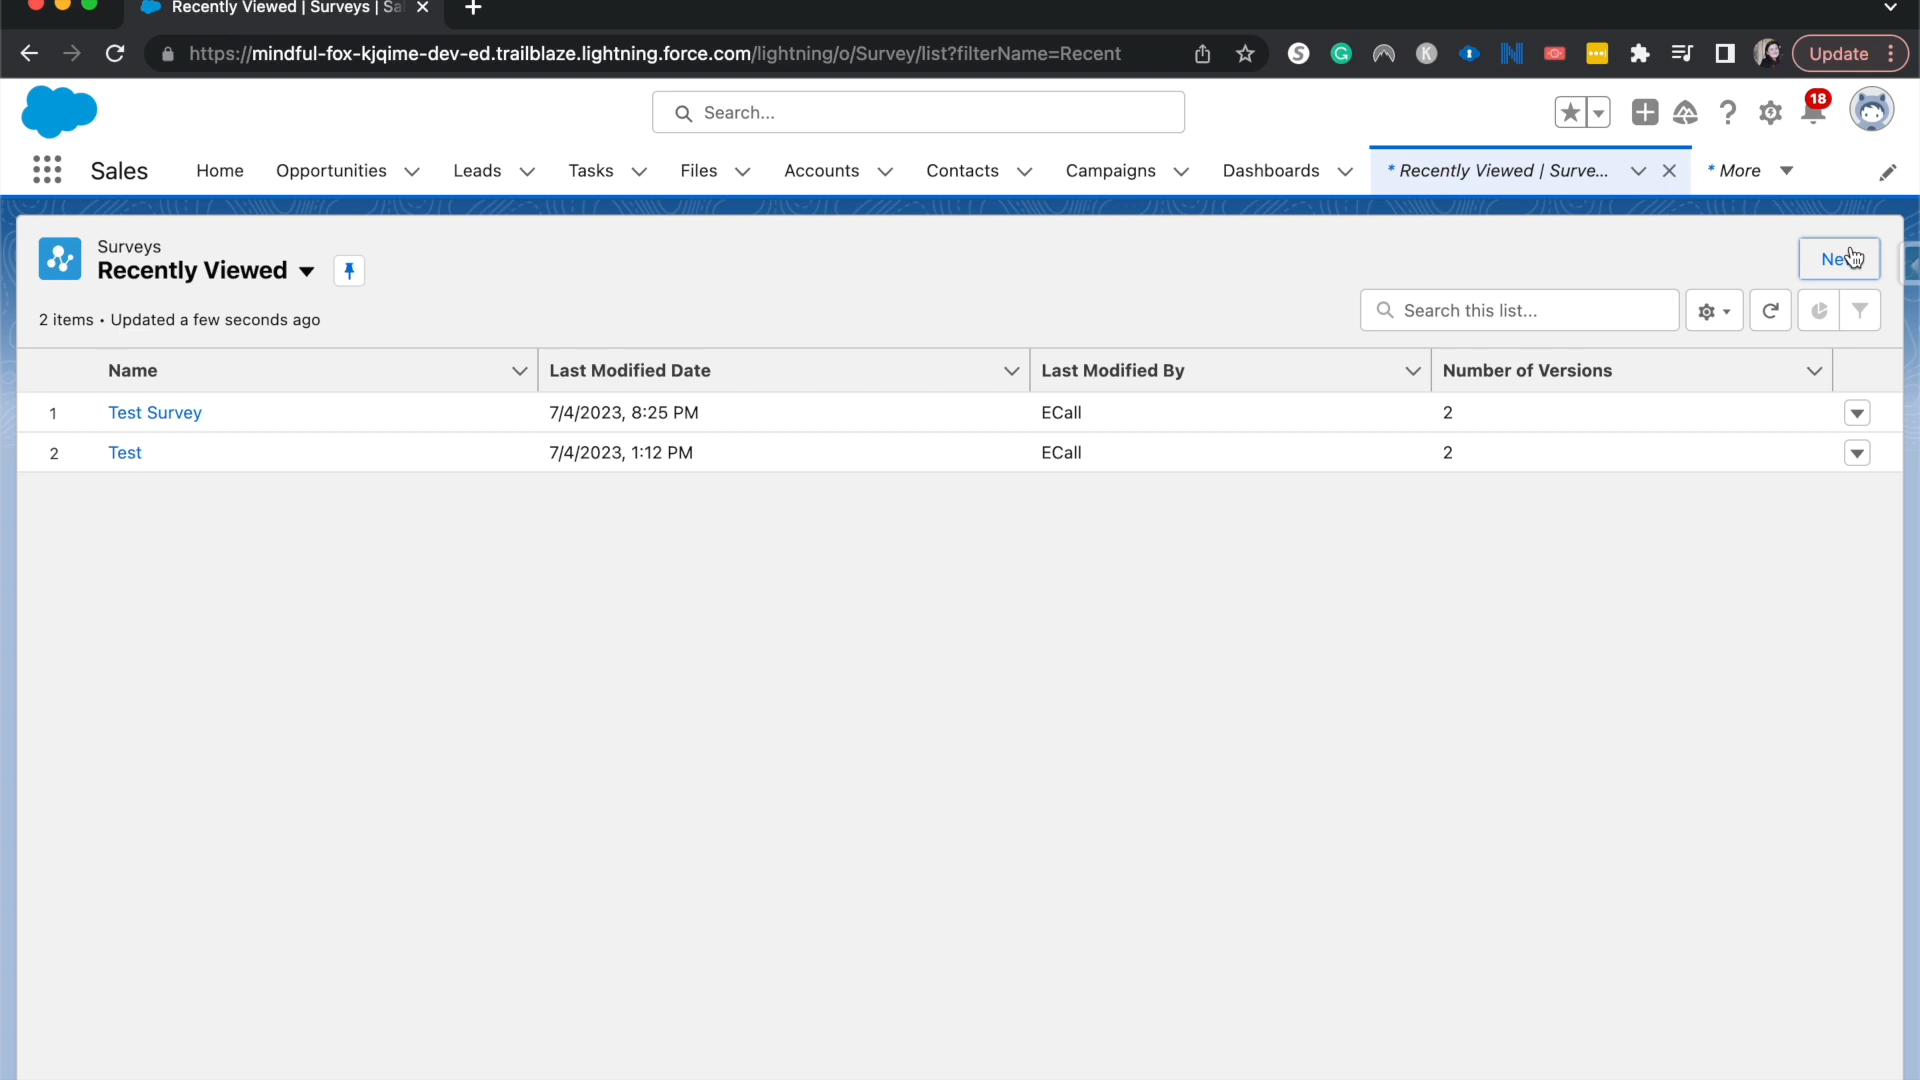 Recently Viewed | Surveys | Sa
https://mindful-fox-kjqime-dev-ed.trailblaze.lightning.force.com/lightning/o/Survey/list?filterName=Recent
Update
Search...
18
Sales
Home
Opportunities
Leads
Tasks
Files
Accounts
Contacts
Campaigns
Dashboards
* Recently Viewed | Surve...
* More
Surveys
Recently Viewed
New
2 items • Updated a few seconds ago
Search this list...
Name
Last Modified Date
Last Modified By
Number of Versions
1 Test Survey 7/4/2023, 8:25 PM ECall 2
2 Test 7/4/2023, 1:12 PM ECall 2